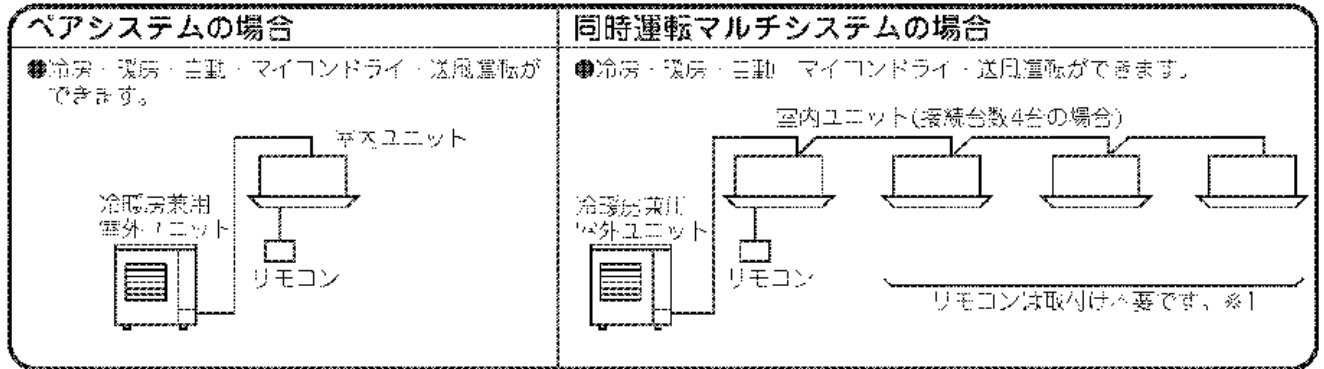 ペアシステムの場合
●冷房・暖房・自動・マイコンドライ・送風運転が
できます。
室内ユニット
冷暖房兼用
室外ユニット
リモコン
同時運転マルチシステムの場合
●冷房・暖房・自動・マイコンドライ・送風運転ができます。
室内ユニット(接続台数4台の場合)
冷暖房兼用
室外ユニット
リモコン
リモコンは取付け不要です。※1